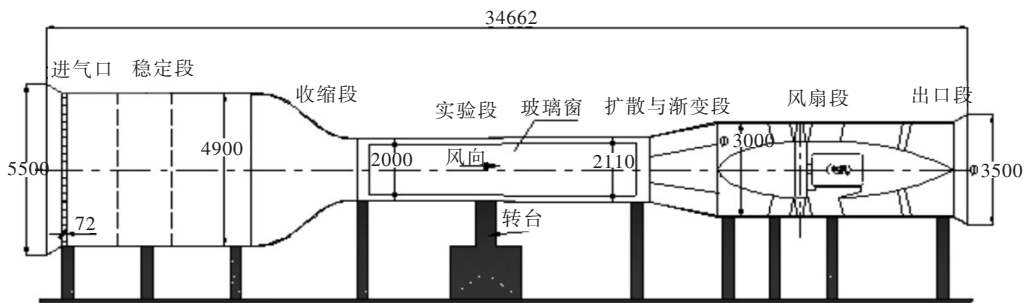 34662
进气口
稳定段
收缩段
实验段
玻璃窗
扩散与渐变段
风扇段
出口段
5500
72
4900
2000
风向
2110
Φ3000
Φ3500
转台